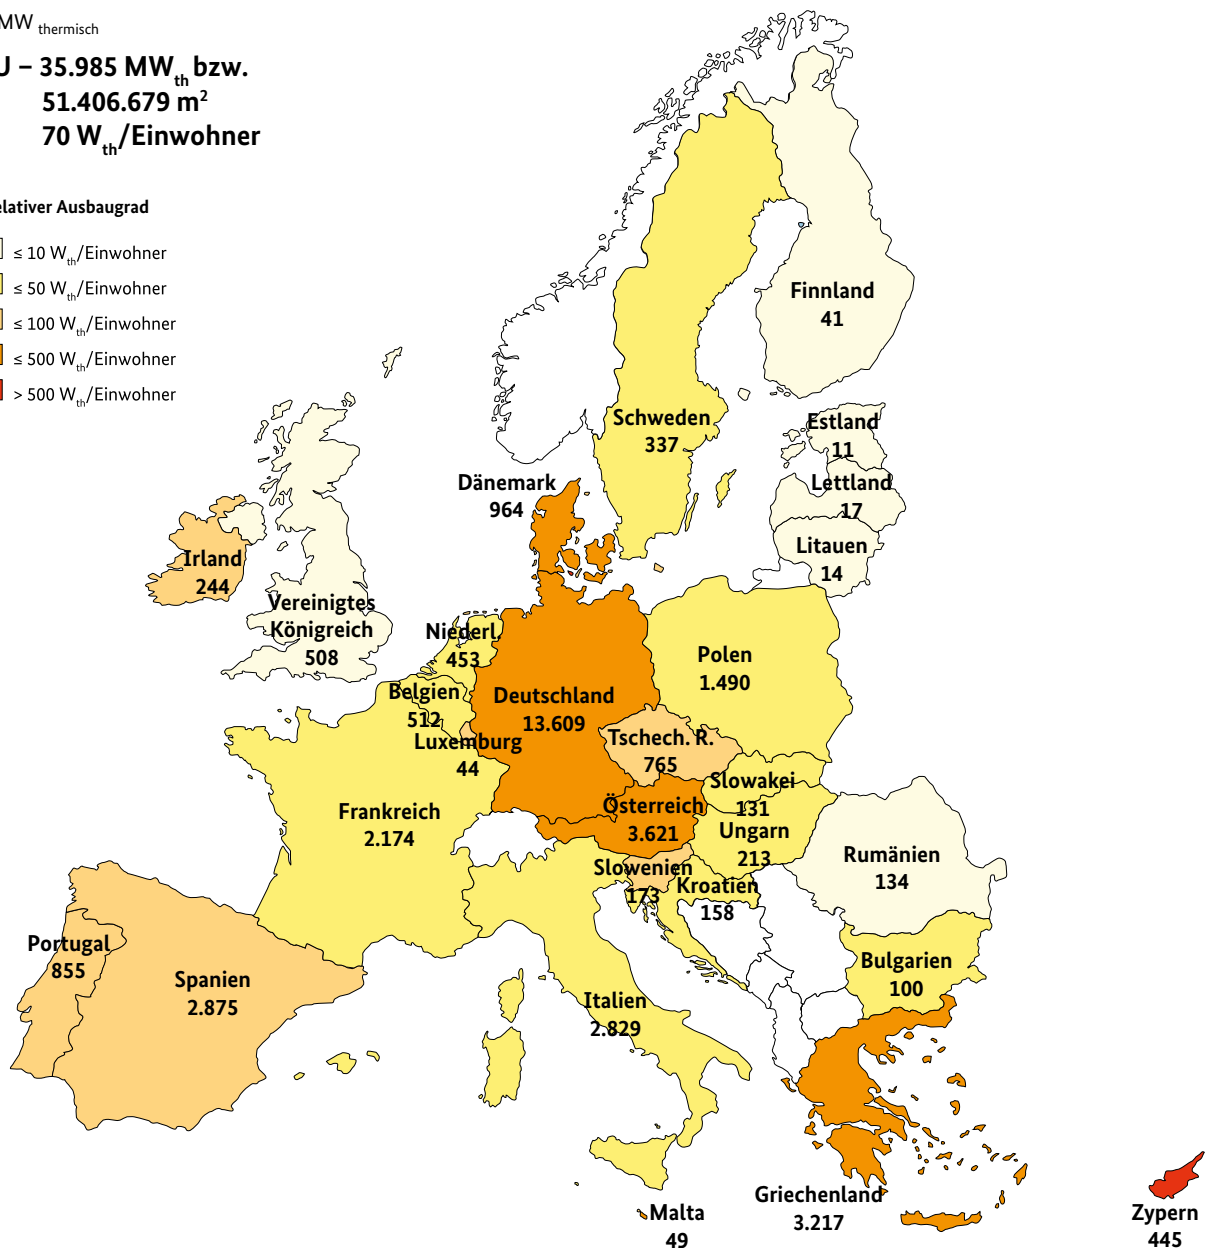 MW thermisch
U – 35.985 MWth bzw.
51.406.679 m²
70 Wth/Einwohner
elativer Ausbaugrad
≤ 10 Wth/Einwohner
≤ 50 Wth/Einwohner
≤ 100 Wth/Einwohner
≤ 500 Wth/Einwohner
> 500 Wth/Einwohner
Finnland
41
Schweden
337
Estland
11
Lettland
17
Litauen
14
Dänemark
964
Irland
244
Vereinigtes
Königreich
508
Niederl.
453
Belgien
512
Luxemburg
44
Deutschland
13.609
Polen
1.490
Tschech. R.
765
Slowakei
131
Österreich
3.621
Ungarn
213
Frankreich
2.174
Slowenien
173
Kroatien
158
Rumänien
134
Bulgarien
100
Portugal
855
Spanien
2.875
Italien
2.829
Malta
49
Griechenland
3.217
Zypern
445